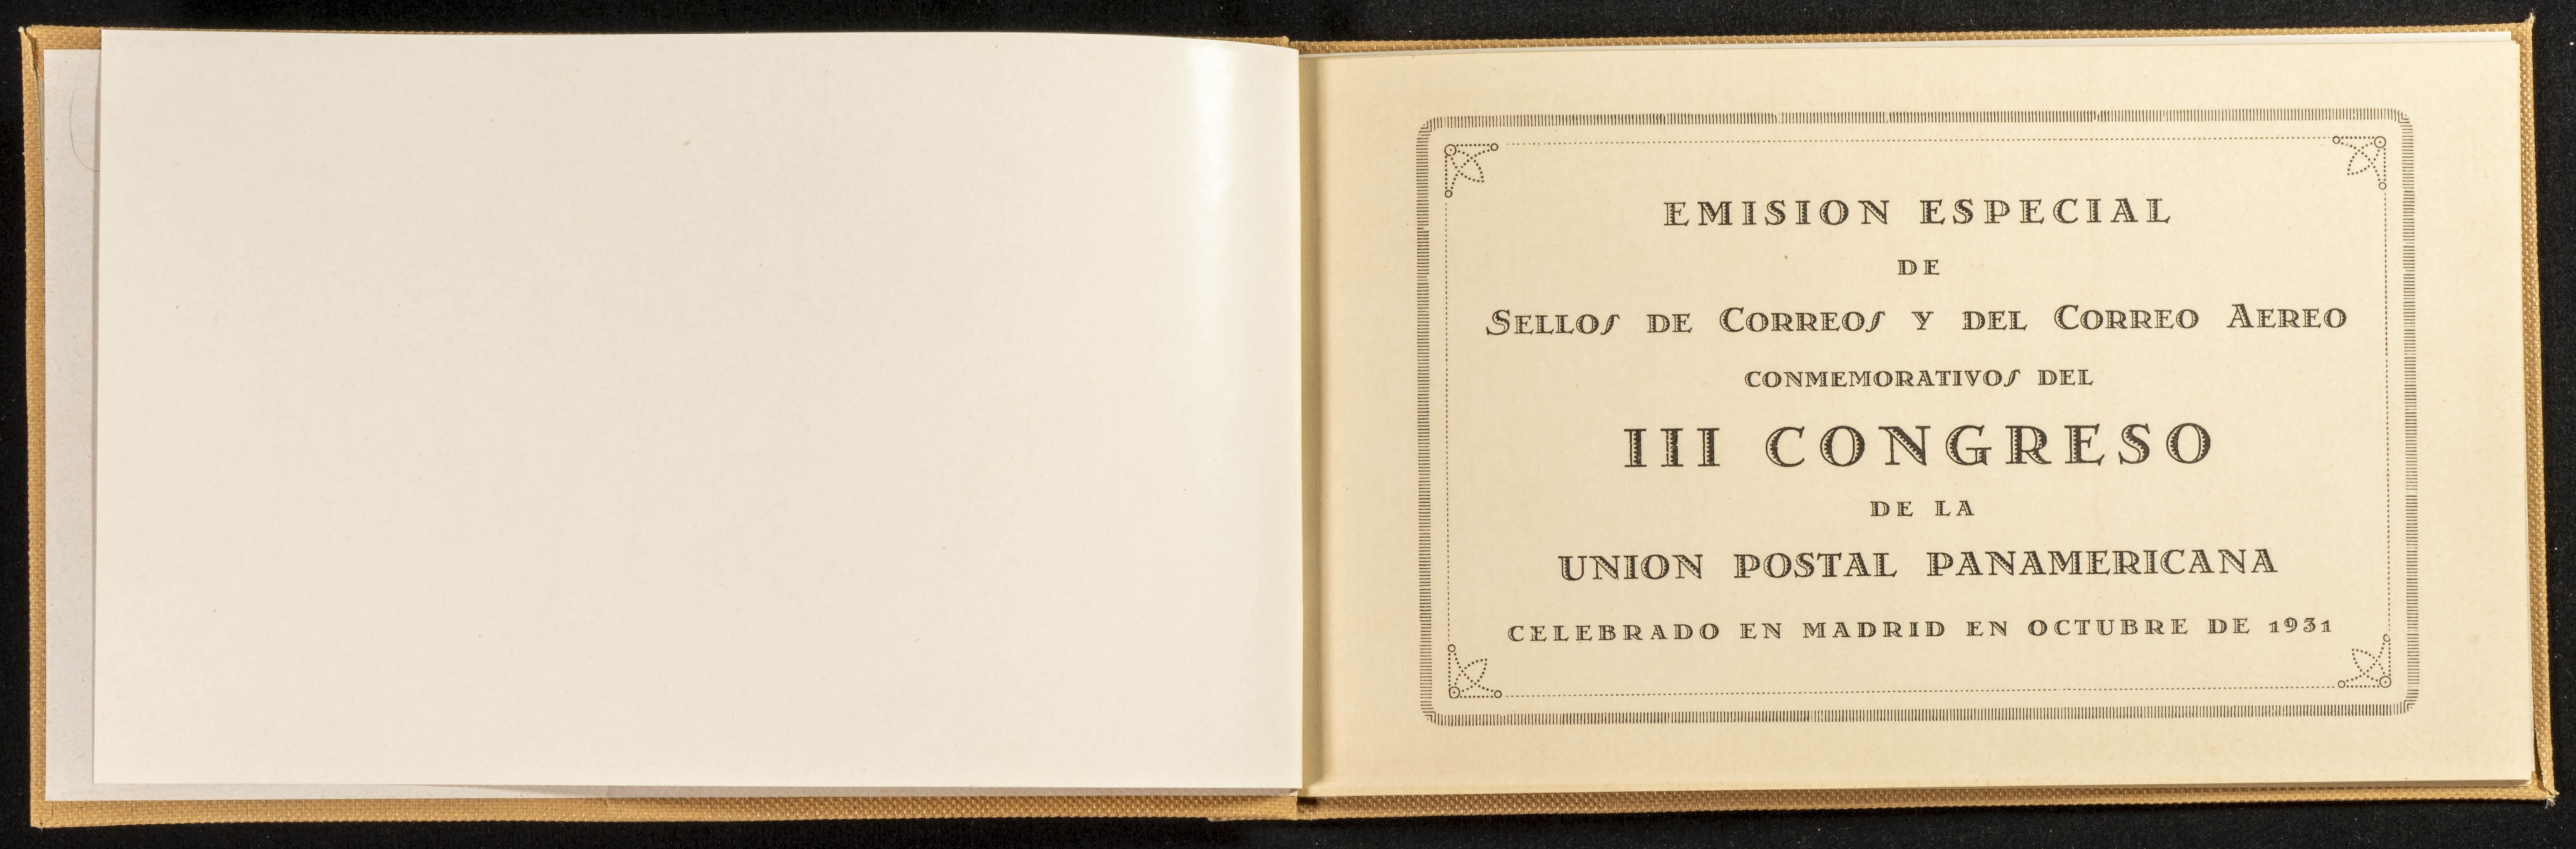 EMISION ESPECIAL
DE
SELLOS DE CORREOS Y DEL CORREO AEREO
CONMEMORATIVOS DEL
III CONGRESO
DE LA
UNION POSTAL PANAMERICANA
CELEBRADO EN MADRID EN OCTUBRE DE 1931